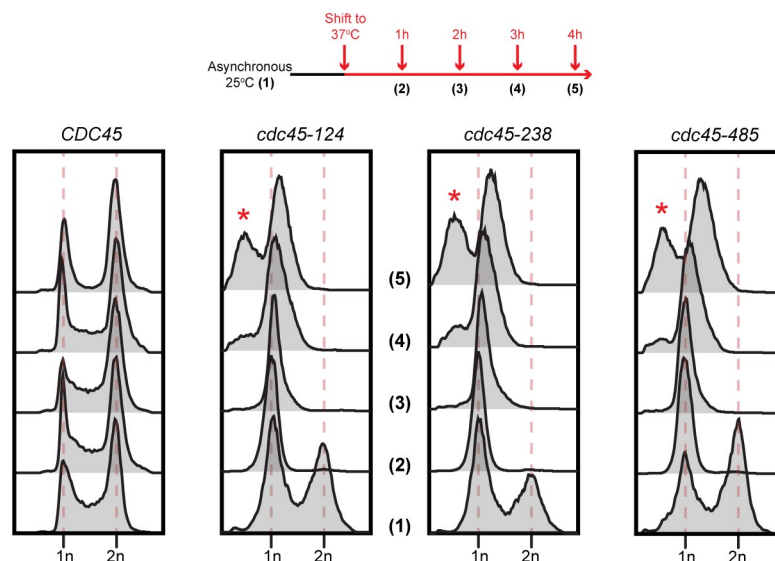 Shift to
37°C 1h 2h 3h 4h
Asynchronous
25°C (1) (2) (3) (4) (5)
CDC45 cdc45-124 cdc45-238 cdc45-485
* * *
(5)
(4)
(3)
(2)
(1)
1n 2n 1n 2n 1n 2n 1n 2n